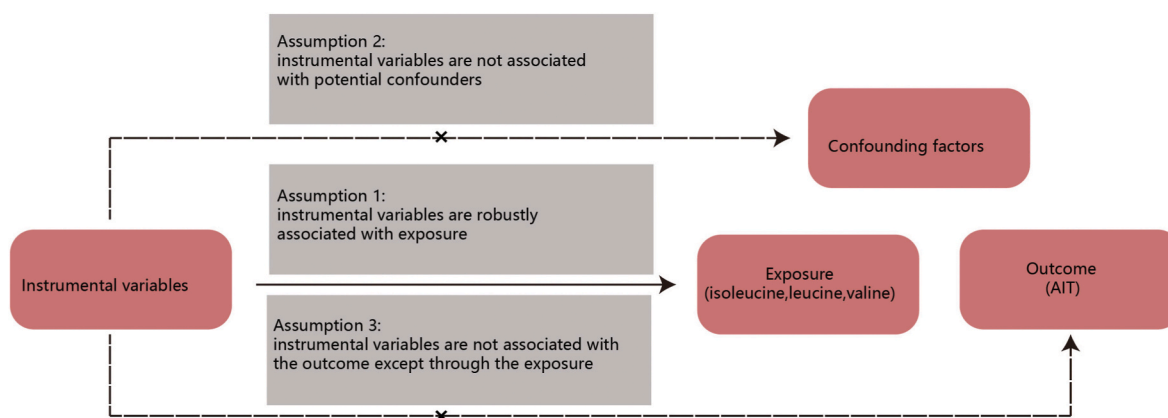 Assumption 2:
instrumental variables are not associated
with potential confounders
Confounding factors
Assumption 1:
instrumental variables are robustly
associated with exposure
Instrumental variables
Exposure
(isoleucine,leucine,valine)
Outcome
(AIT)
Assumption 3:
instrumental variables are not associated with
the outcome except through the exposure